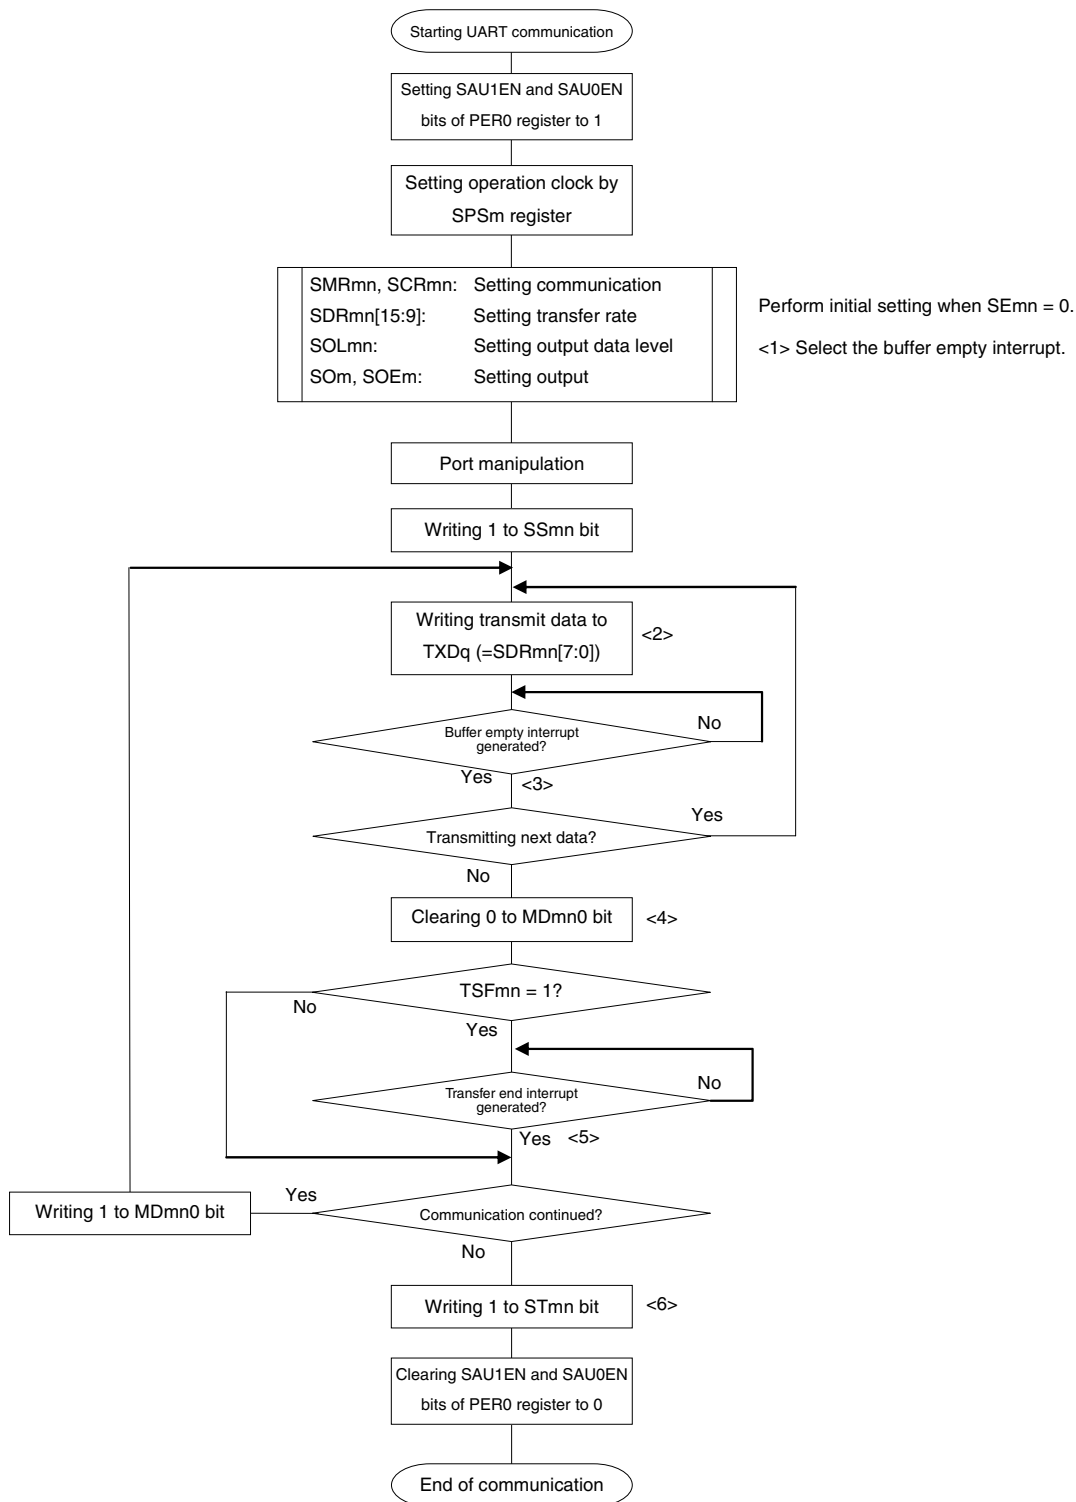 Starting UART communication
Setting SAU1EN and SAU0EN
bits of PER0 register to 1
Setting operation clock by
SPSm register
SMRmn, SCRmn: Setting communication
SDRmn[15:9]: Setting transfer rate
SOLmn: Setting output data level
SOm, SOEm: Setting output
Perform initial setting when SEmn = 0.
<1> Select the buffer empty interrupt.
Port manipulation
Writing 1 to SSmn bit
Writing transmit data to
TXDq (=SDRmn[7:0])
<2>
Buffer empty interrupt
generated?
No
Yes
<3>
Transmitting next data?
Yes
No
Clearing 0 to MDmn0 bit
<4>
TSFmn = 1?
No
Yes
Transfer end interrupt
generated?
No
Yes
<5>
Communication continued?
Yes
Writing 1 to MDmn0 bit
No
Writing 1 to STmn bit
<6>
Clearing SAU1EN and SAU0EN
bits of PER0 register to 0
End of communication